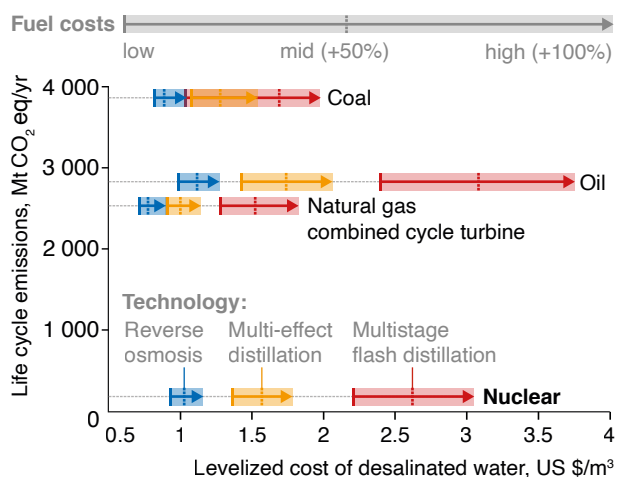 Fuel costs
low mid (+50%) high (+100%)
Life cycle emissions, Mt CO₂ eq/yr
4 000
3 000
2 000
1 000
0
Coal
Oil
Natural gas
combined cycle turbine
Technology:
Reverse
osmosis
Multi-effect
distillation
Multistage
flash distillation
Nuclear
0.5 1 1.5 2 2.5 3 3.5 4
Levelized cost of desalinated water, US $/m³